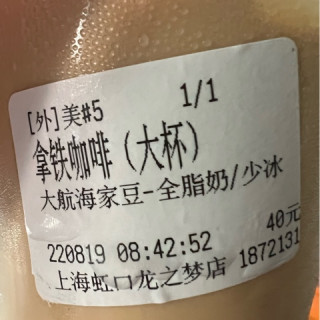 [外]美#5 1/1
拿铁咖啡（大杯）
大航海家豆-全脂奶/少冰
40元
220819 08:42:52
上海虹口龙之梦店 1872131